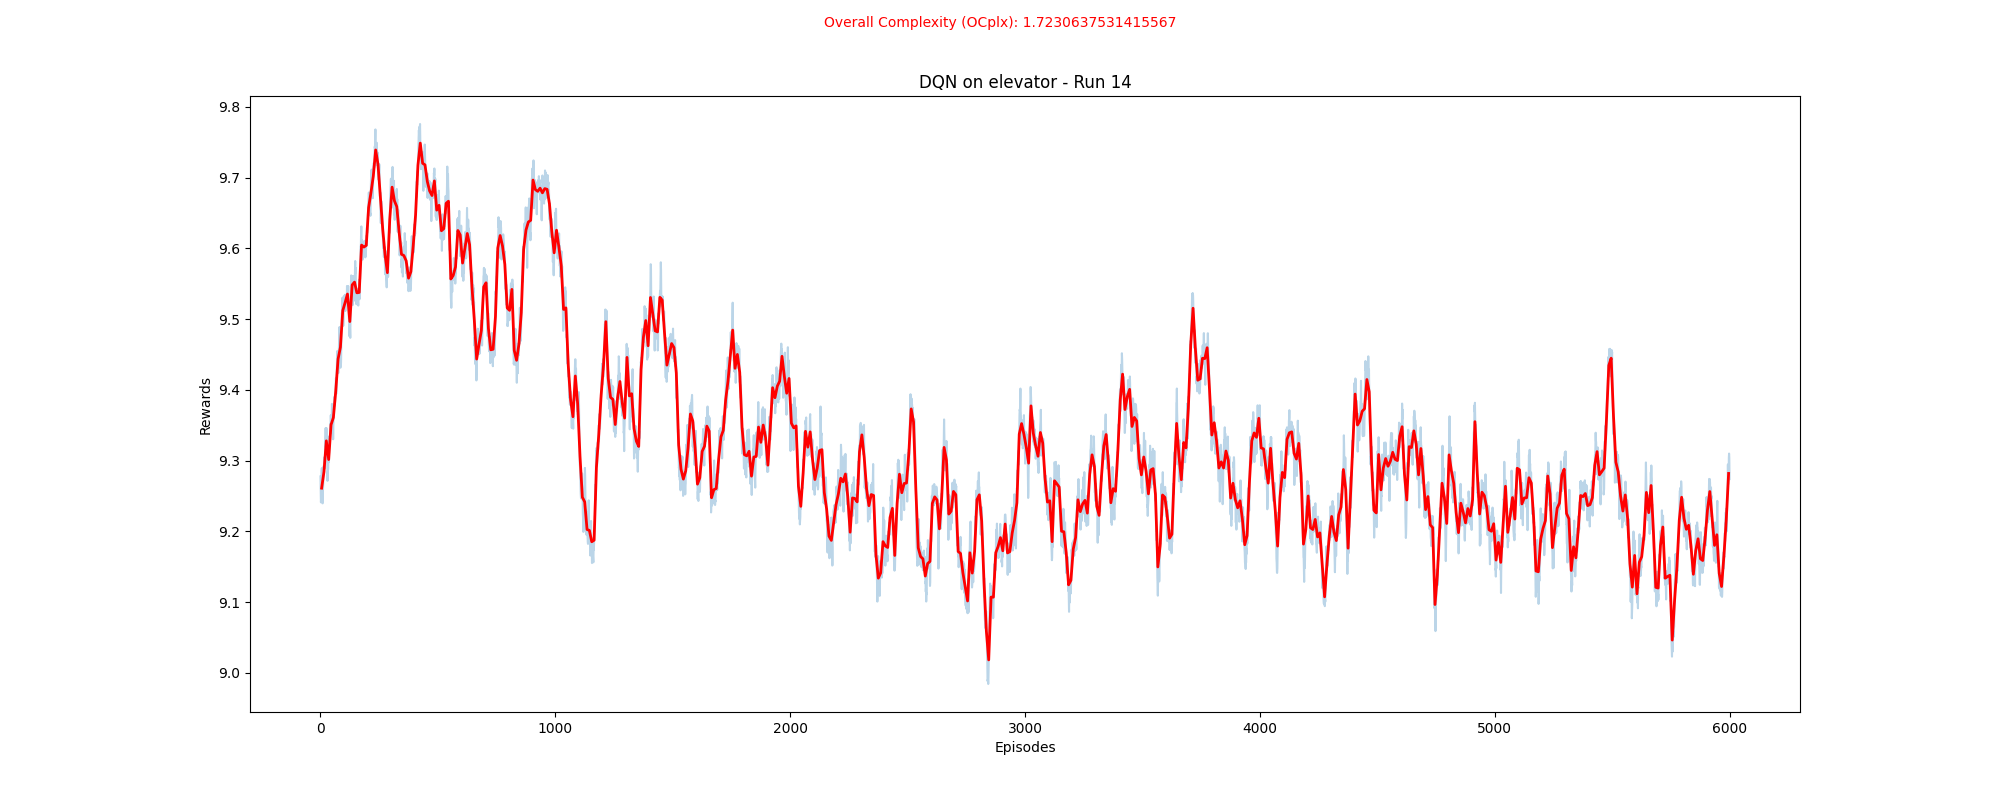 Overall Complexity (OCplx): 1.7230637531415567
DQN on elevator - Run 14
9.8
9.7
9.6
9.5
9.4
9.3
9.2
9.1
9.0
Rewards
0 1000 2000 3000 4000 5000 6000
Episodes